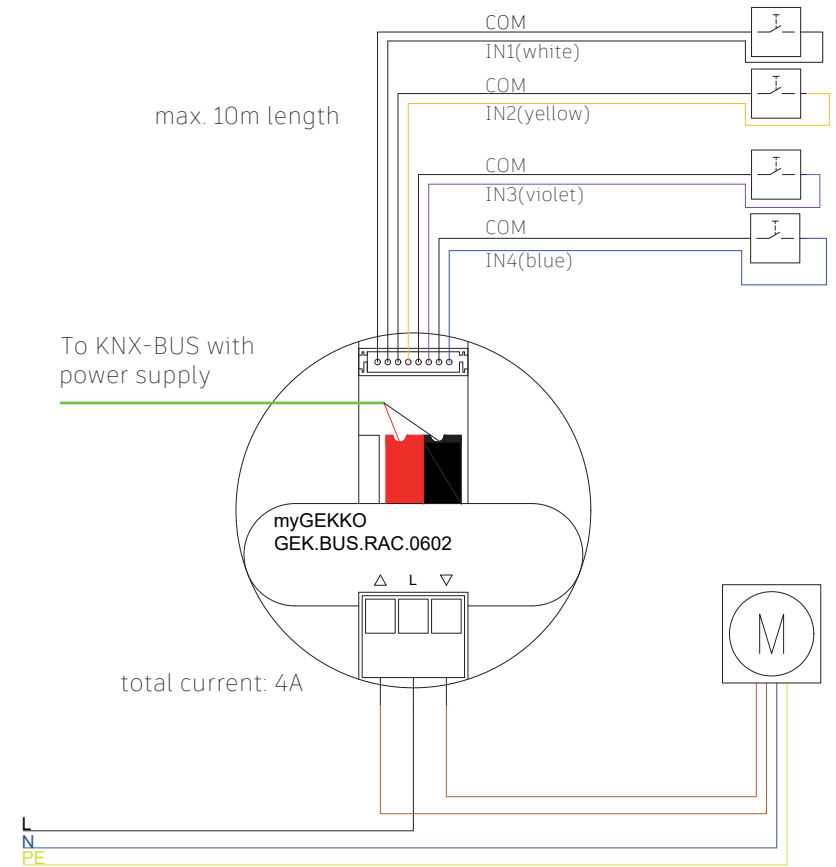 COM
IN1(white)
COM
IN2(yellow)
max. 10m length
COM
IN3(violet)
COM
IN4(blue)
To KNX-BUS with
power supply
myGEKKO
GEK.BUS.RAC.0602
△ L ▽
M
total current: 4A
L
N
PE